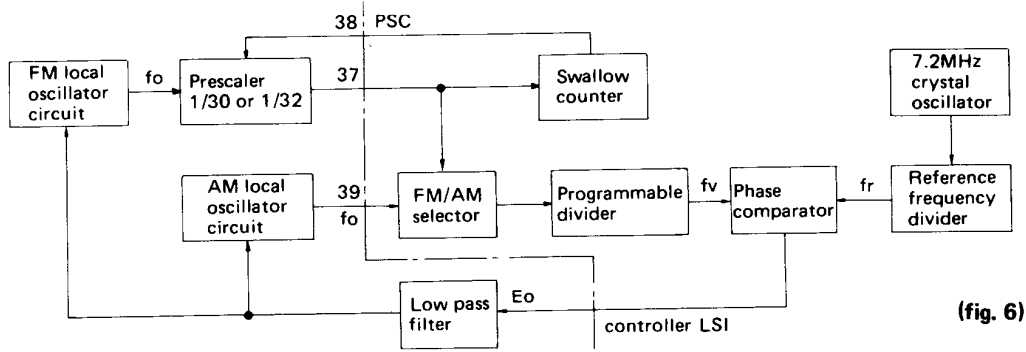 38 PSC
FM local
oscillator
circuit
fo
Prescaler
1/30 or 1/32
37
Swallow
counter
7.2MHz
crystal
oscillator
AM local
oscillator
circuit
39
fo
FM/AM
selector
Programmable
divider
fv
Phase
comparator
fr
Reference
frequency
divider
Low pass
filter
Eo
controller LSI
(fig. 6)